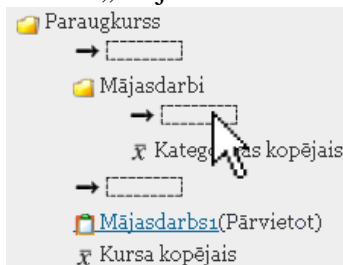 Paraugkurss
Mājasdarbi
kopējais
Mājasdarbs1(Pārvietot)
Kursa kopējais